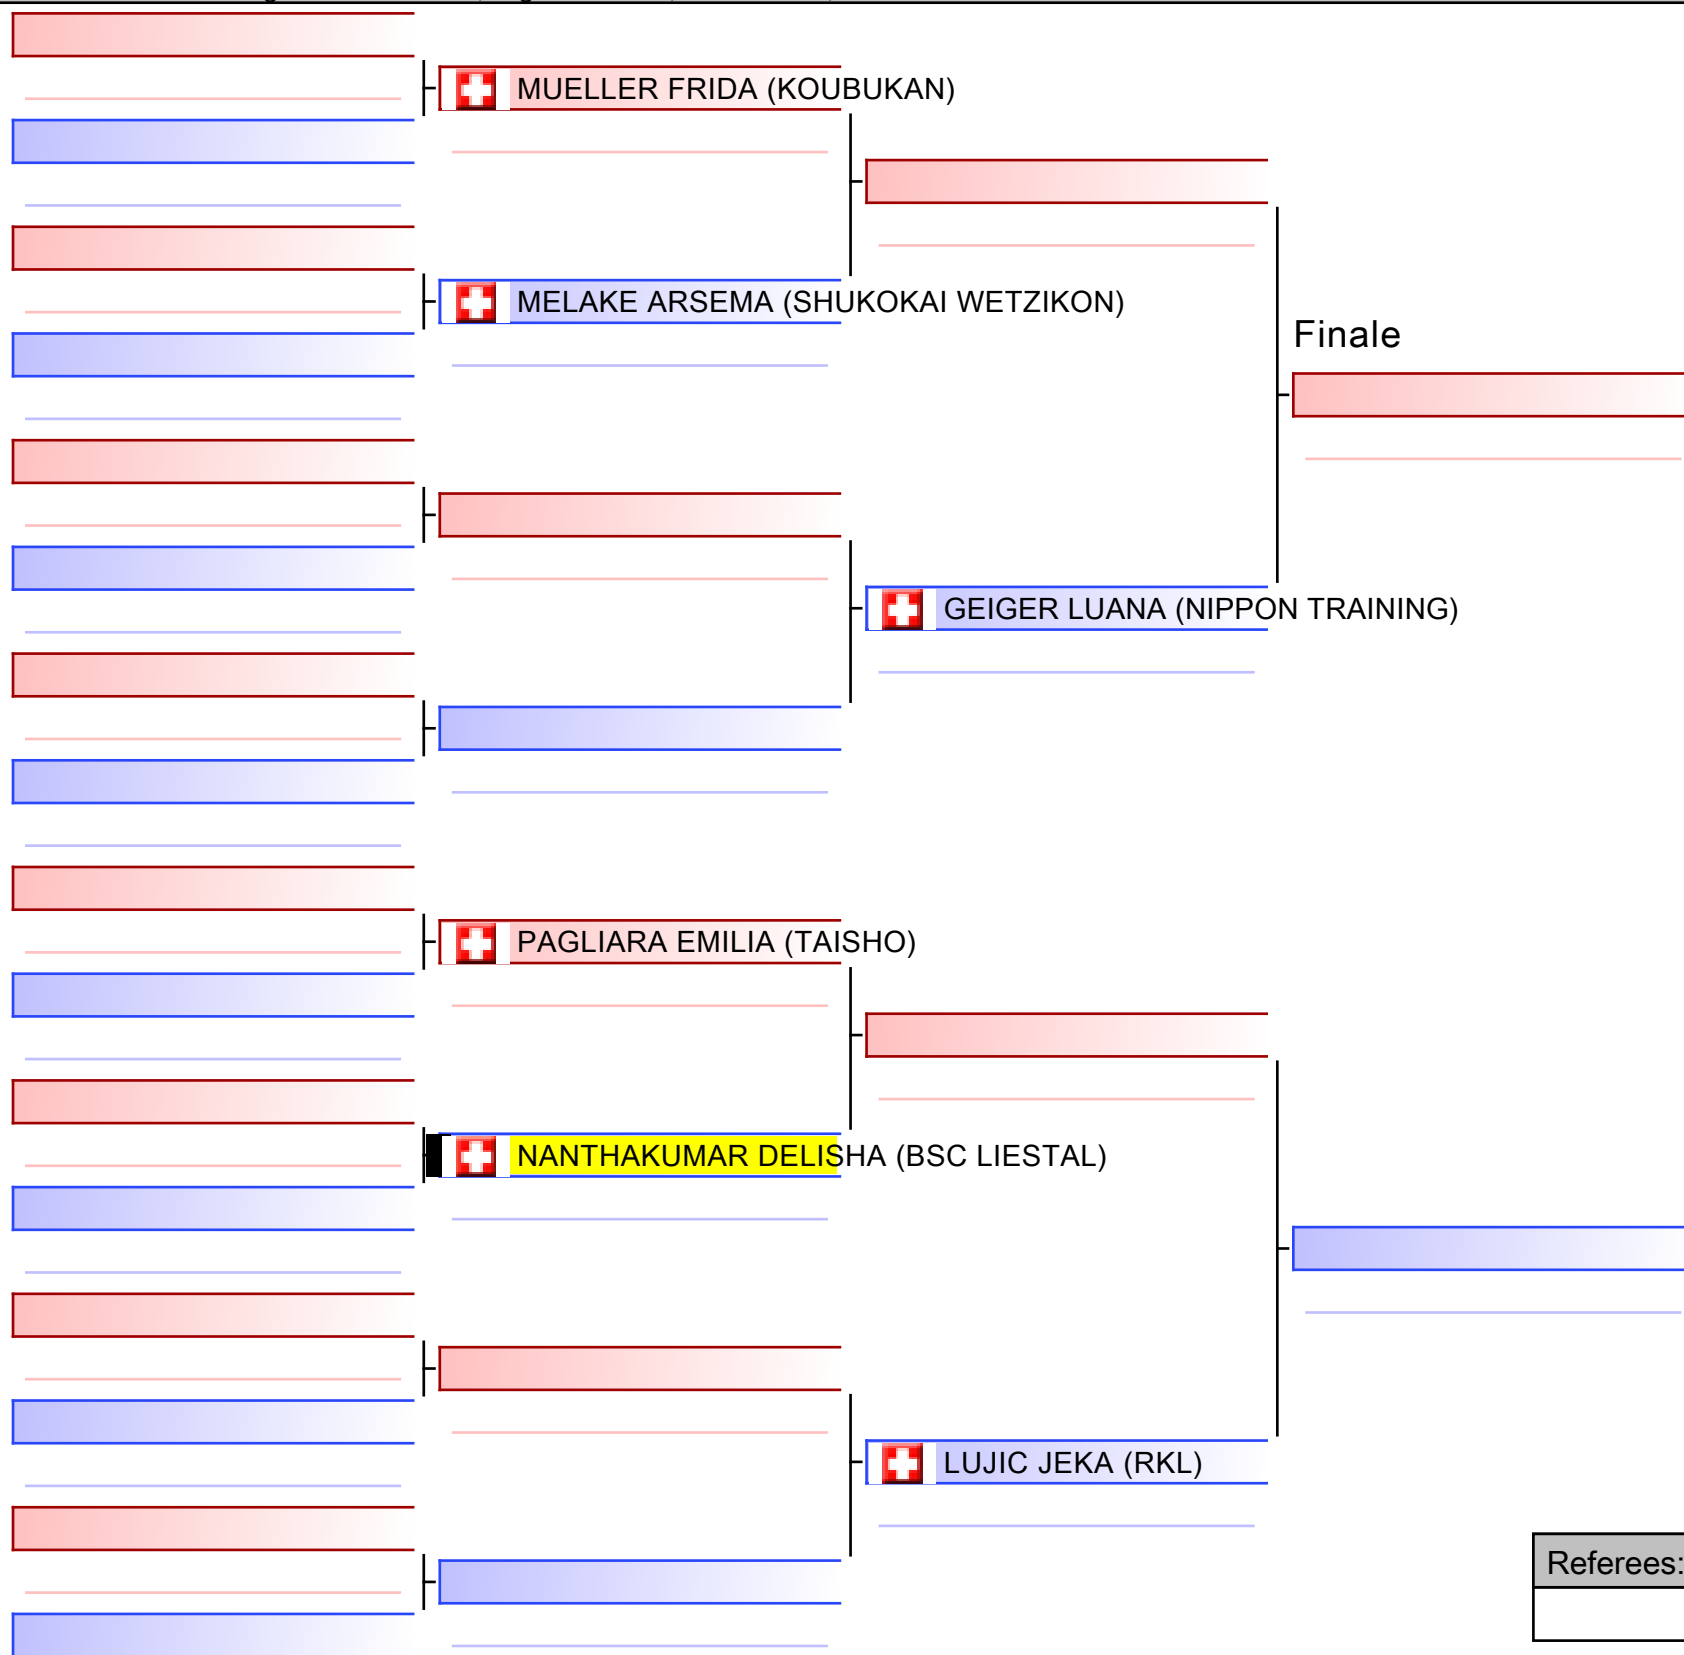 MUELLER FRIDA (KOUBUKAN)
MELAKE ARSEMA (SHUKOKAI WETZIKON)
Finale
GEIGER LUANA (NIPPON TRAINING)
PAGLIARA EMILIA (TAISHO)
NANTHAKUMAR DELISHA (BSC LIESTAL)
LUJIC JEKA (RKL)
Referees: